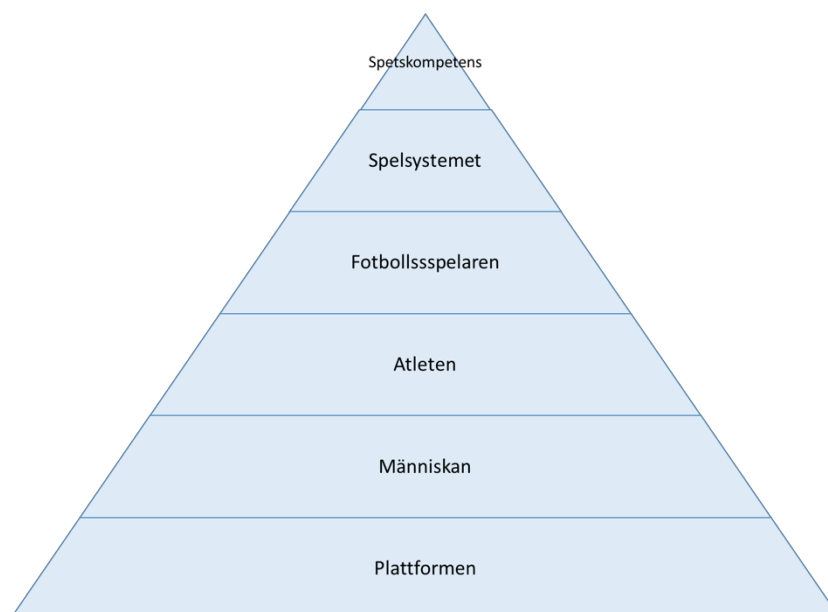 Spetskompetens
Spelsystemet
Fotbollssspelaren
Atleten
Människan
Plattformen